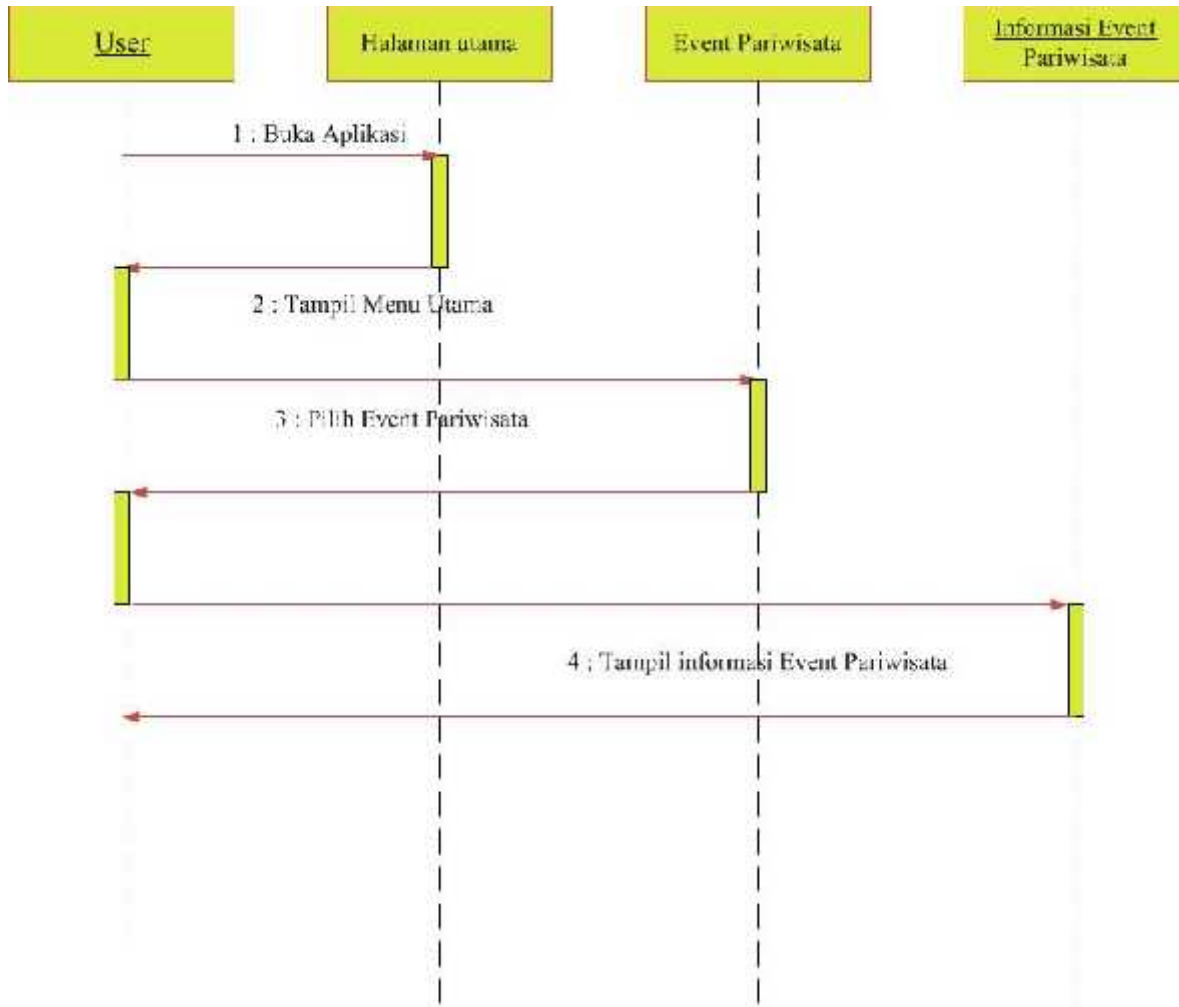 User
Halaman utama
Event Pariwisata
Informasi Event
Pariwisata
1 : Buka Aplikasi
2 : Tampil Menu Utama
3 : Pilih Event Pariwisata
4 : Tampil informasi Event Pariwisata